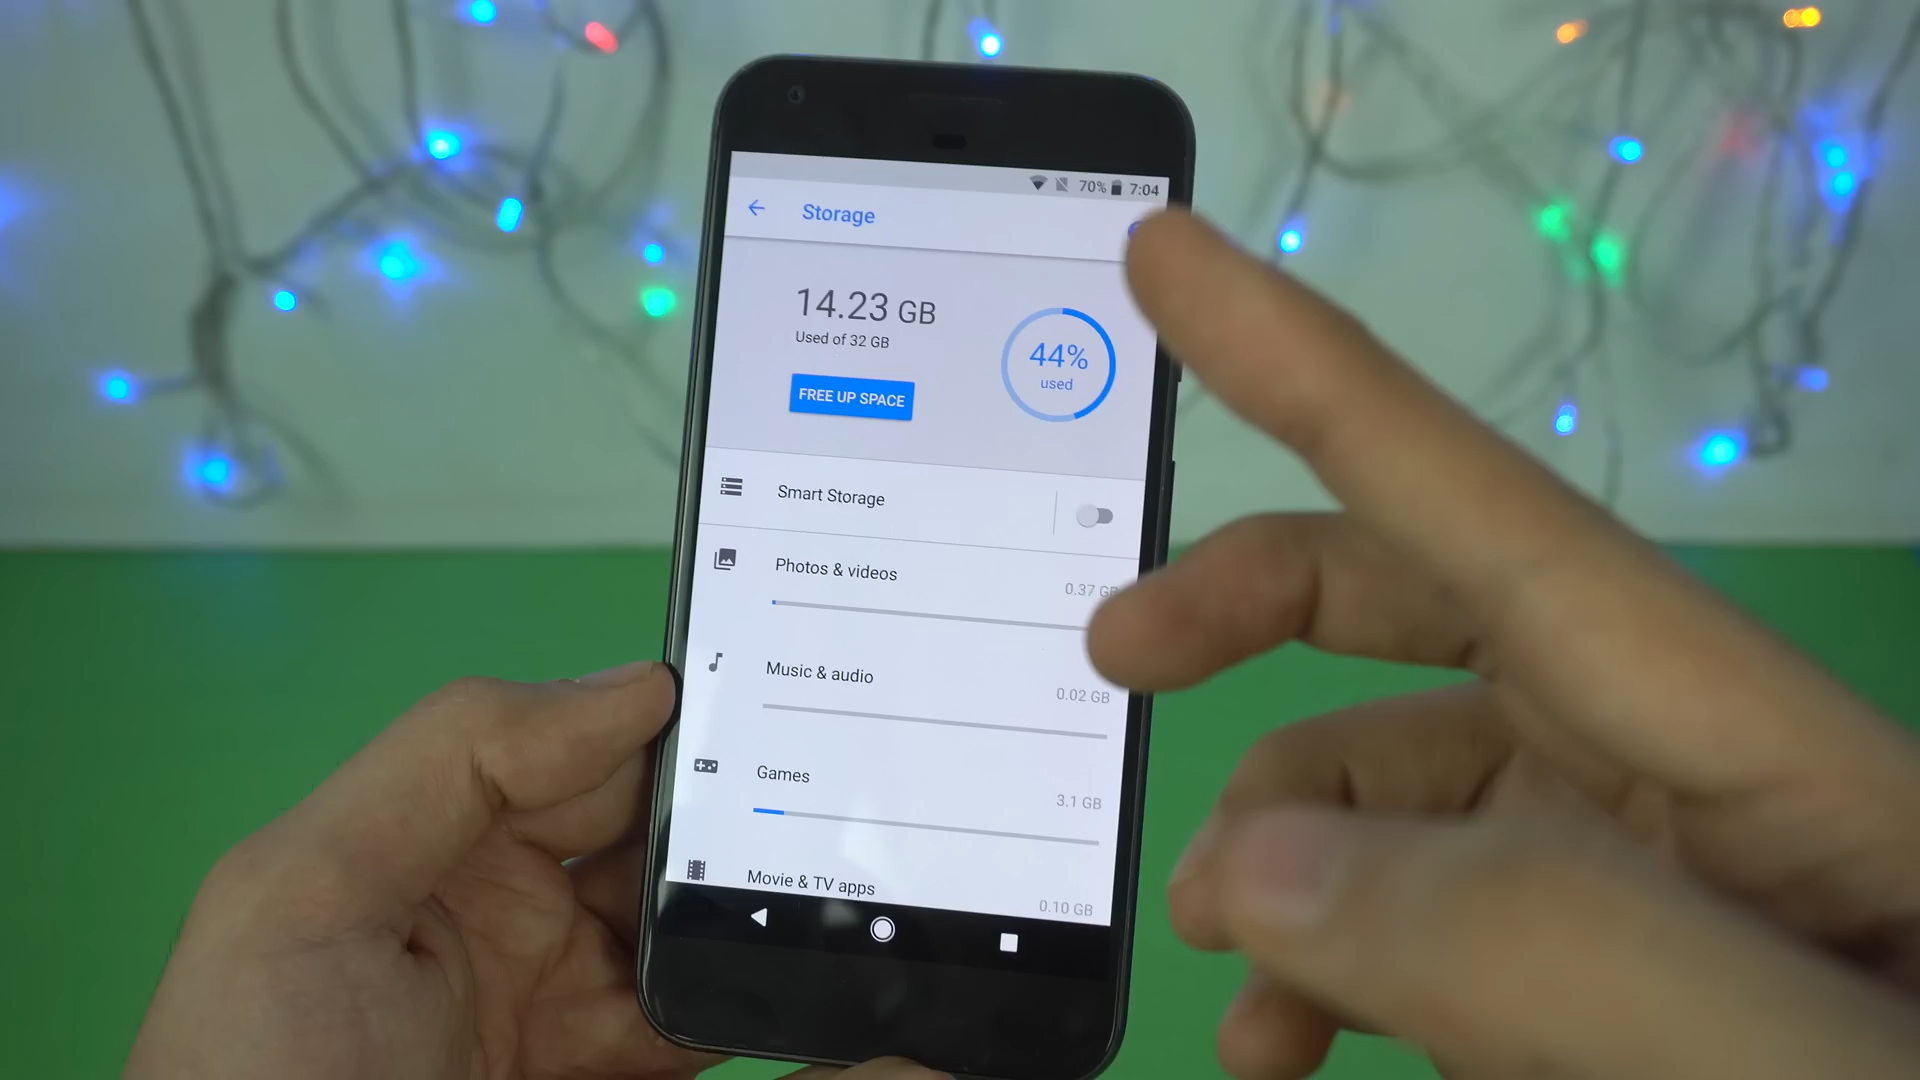 70% 7:04
Storage
14.23 GB
Used of 32 GB
44%
used
FREE UP SPACE
Smart Storage
Photos & videos
0.37 GB
Music & audio
0.02 GB
Games
3.1 GB
Movie & TV apps
0.10 GB